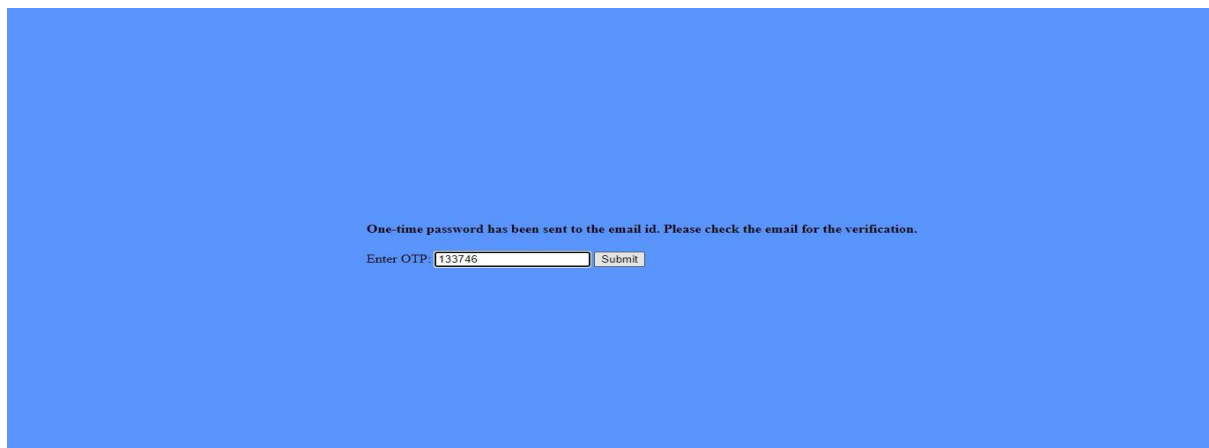 One-time password has been sent to the email id. Please check the email for the verification.
Enter OTP: 133746 Submit